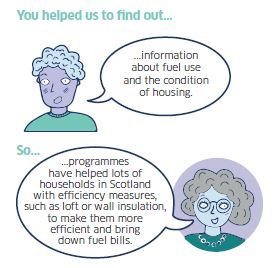 You helped us to find out...
...information
about fuel use
and the condition
of housing.
So...
...programmes
have helped lots of
households in Scotland
with efficiency measures,
such as loft or wall insulation,
to make them more
efficient and bring
down fuel bills.